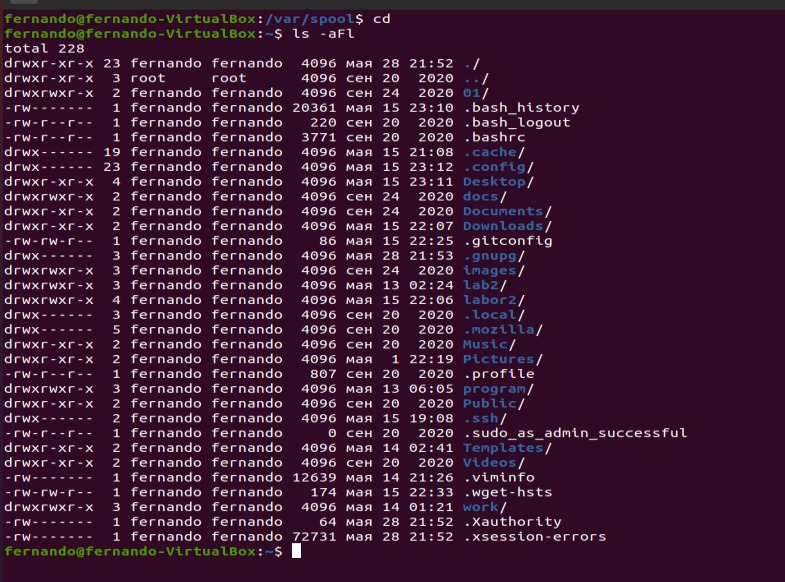 fernando@fernando-VirtualBox:/var/spool$ cd
fernando@fernando-VirtualBox:~$ ls -aFl
total 228
drwxr-xr-x 23 fernando fernando  4096 мая 28 21:52 ./
drwxr-xr-x  3 root     root      4096 сен 20  2020 ../
drwxrwxr-x  2 fernando fernando  4096 сен 24  2020 01/
-rw-------  1 fernando fernando 20361 мая 15 23:10 .bash_history
-rw-r--r--  1 fernando fernando   220 сен 20  2020 .bash_logout
-rw-r--r--  1 fernando fernando  3771 сен 20  2020 .bashrc
drwx------ 19 fernando fernando  4096 мая 15 21:08 .cache/
drwx------ 23 fernando fernando  4096 мая 15 23:12 .config/
drwxr-xr-x  4 fernando fernando  4096 мая 15 23:11 Desktop/
drwxrwxr-x  2 fernando fernando  4096 сен 24  2020 docs/
drwxr-xr-x  2 fernando fernando  4096 сен 24  2020 Documents/
drwxr-xr-x  2 fernando fernando  4096 мая 15 22:07 Downloads/
-rw-rw-r--  1 fernando fernando    86 мая 15 22:25 .gitconfig
drwx------  3 fernando fernando  4096 мая 28 21:53 .gnupg/
drwxrwxr-x  3 fernando fernando  4096 сен 24  2020 images/
drwxrwxr-x  3 fernando fernando  4096 мая 13 02:24 lab2/
drwxrwxr-x  4 fernando fernando  4096 мая 15 22:06 labor2/
drwx------  3 fernando fernando  4096 сен 20  2020 .local/
drwx------  5 fernando fernando  4096 сен 20  2020 .mozilla/
drwxr-xr-x  2 fernando fernando  4096 сен 20  2020 Music/
drwxr-xr-x  2 fernando fernando  4096 мая  1 22:19 Pictures/
-rw-r--r--  1 fernando fernando   807 сен 20  2020 .profile
drwxrwxr-x  3 fernando fernando  4096 мая 13 06:05 program/
drwxr-xr-x  2 fernando fernando  4096 сен 20  2020 Public/
drwx------  2 fernando fernando  4096 мая 15 19:08 .ssh/
-rw-r--r--  1 fernando fernando     0 сен 20  2020 .sudo_as_admin_successful
drwxr-xr-x  2 fernando fernando  4096 мая 14 02:41 Templates/
drwxr-xr-x  2 fernando fernando  4096 сен 20  2020 Videos/
-rw-------  1 fernando fernando 12639 мая 14 21:26 .viminfo
-rw-rw-r--  1 fernando fernando   174 мая 15 22:33 .wget-hsts
drwxrwxr-x  3 fernando fernando  4096 мая 14 01:21 work/
-rw-------  1 fernando fernando    64 мая 28 21:52 .Xauthority
-rw-------  1 fernando fernando 72731 мая 28 21:52 .xsession-errors
fernando@fernando-VirtualBox:~$